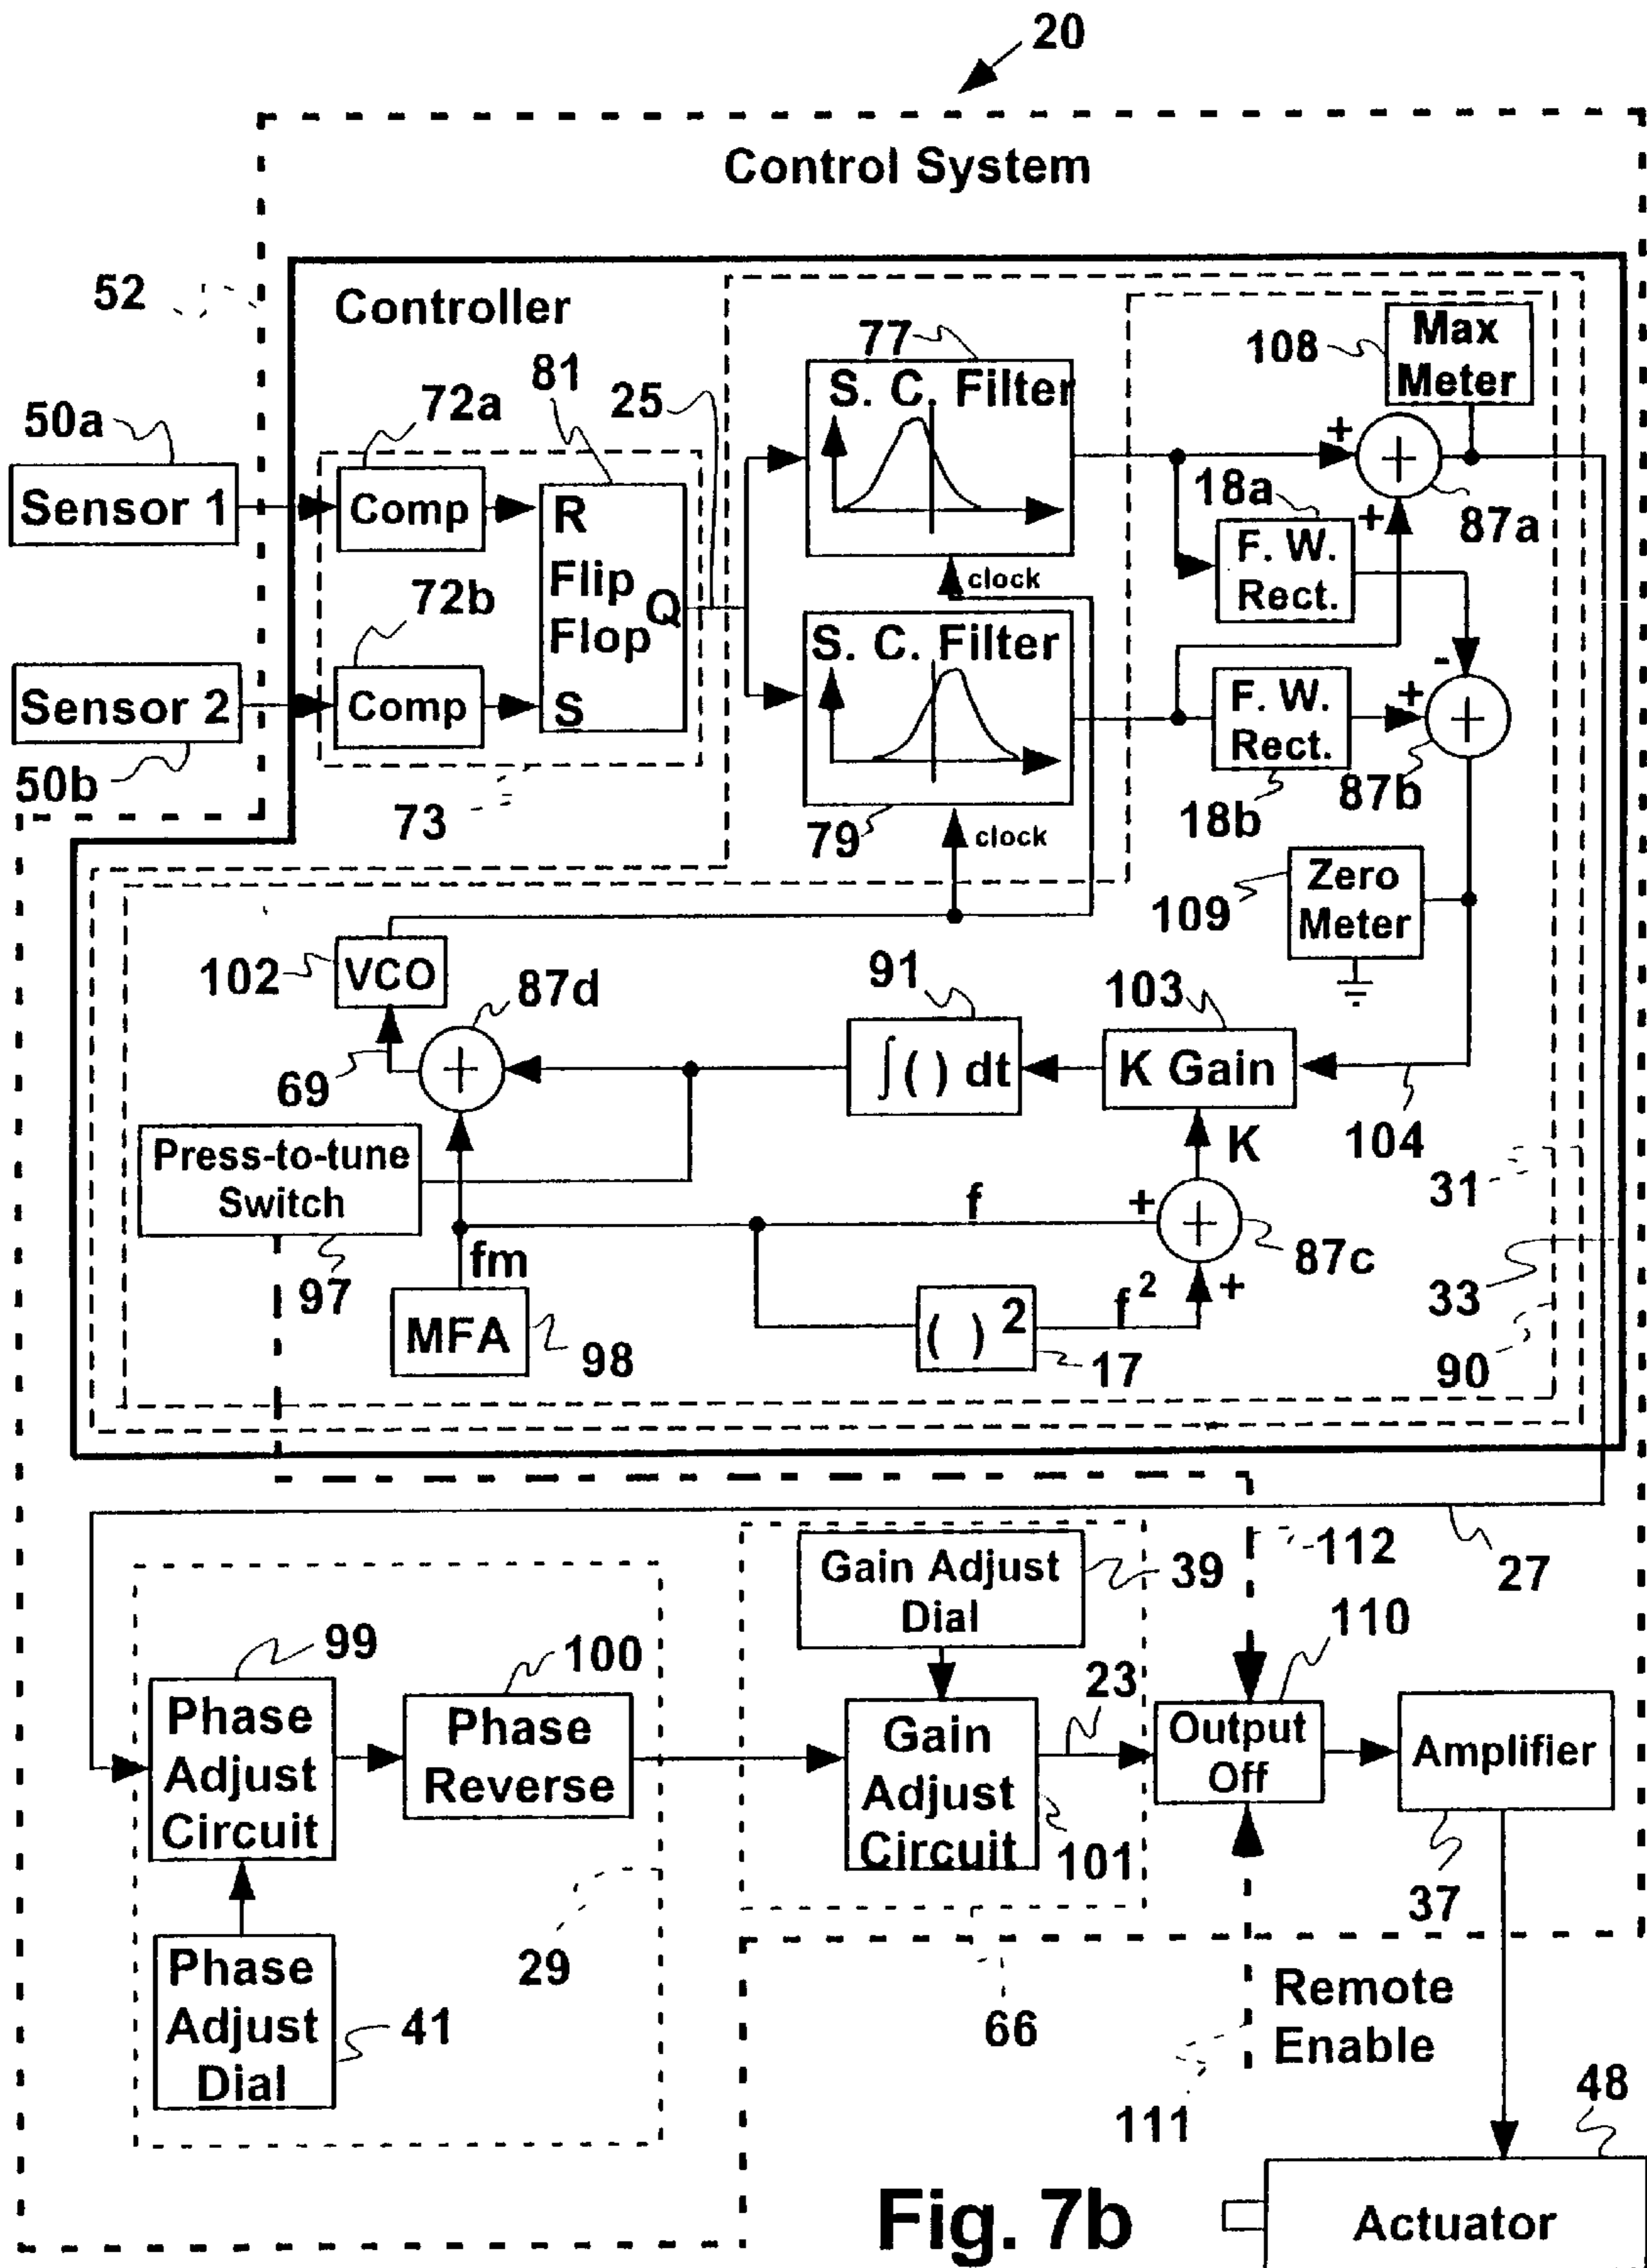 20
Control System
52
Controller
77
108
Max
Meter
50a
72a
81
25
S. C. Filter
Sensor 1
Comp
R
Flip
Flop
Q
S
18a
F. W.
Rect.
+
+
+
87a
clock
72b
S. C. Filter
Sensor 2
Comp
F. W.
Rect.
-
+
+
50b
73
79
clock
18b
87b
Zero
Meter
109
102
VCO
87d
91
103
+
69
∫( ) dt
K Gain
104
Press-to-tune
Switch
K
31
97
fm
f
+
+
+
87c
33
MFA
98
( ) 2
f 2
17
90
Gain Adjust
Dial
39
112
27
110
99
100
23
Phase
Adjust
Circuit
Phase
Reverse
Gain
Adjust
Circuit
101
Output
Off
Amplifier
37
29
Phase
Adjust
Dial
41
66
Remote
Enable
111
48
Fig. 7b
Actuator